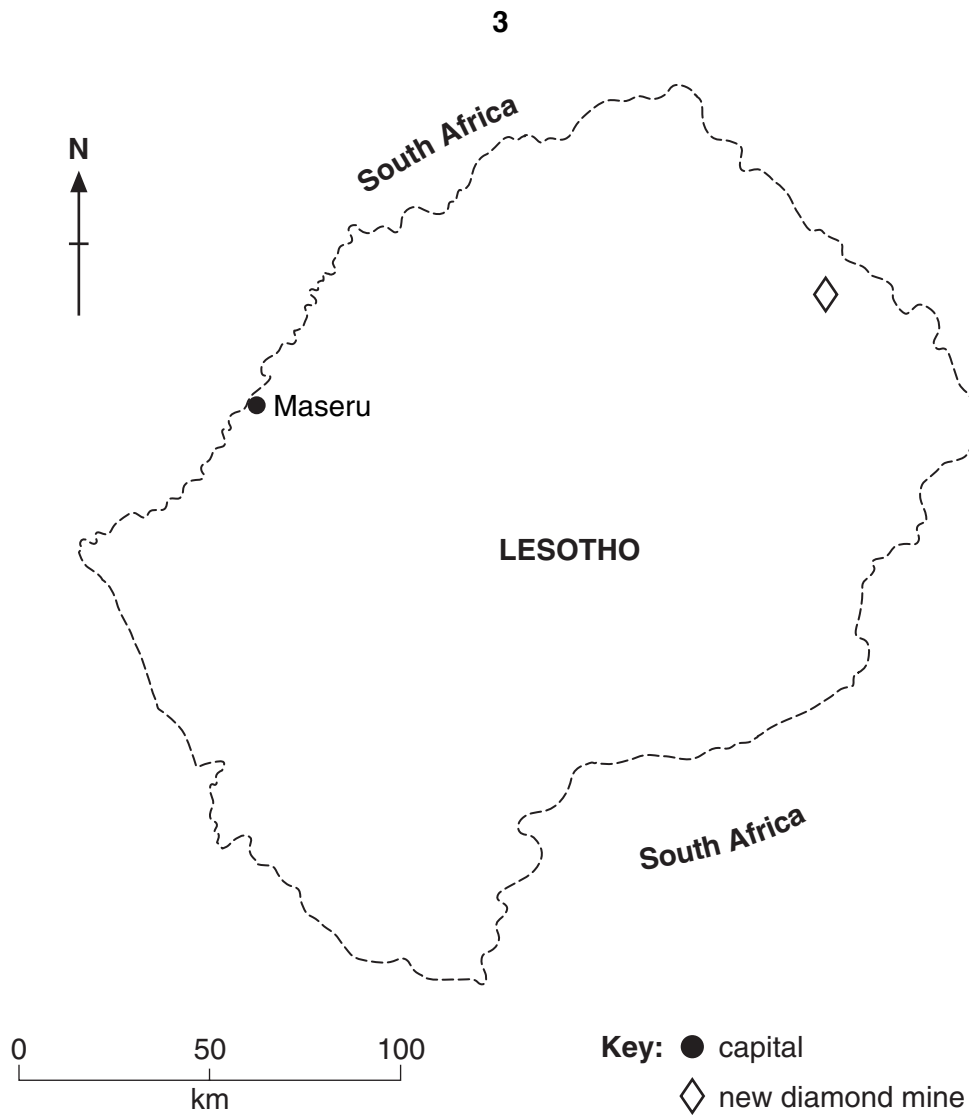 3
South Africa
N
Maseru
LESOTHO
South Africa
0 50 100
km
Key: capital
new diamond mine